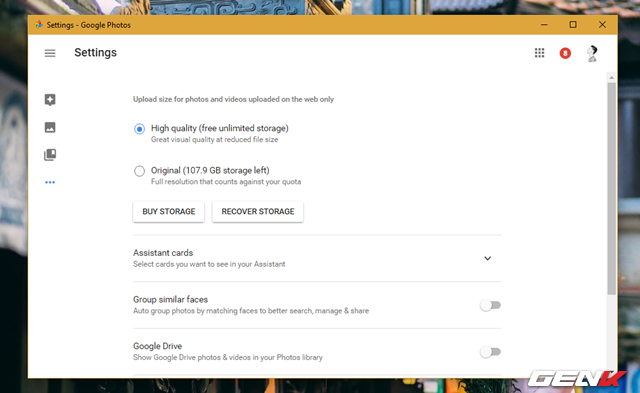 Settings - Google Photos
Settings
8
Upload size for photos and videos uploaded on the web only
High quality (free unlimited storage)
Great visual quality at reduced file size
Original (107.9 GB storage left)
Full resolution that counts against your quota
BUY STORAGE
RECOVER STORAGE
Assistant cards
Select cards you want to see in your Assistant
Group similar faces
Auto group photos by matching faces to better search, manage & share
Google Drive
Show Google Drive photos & videos in your Photos library
GENK